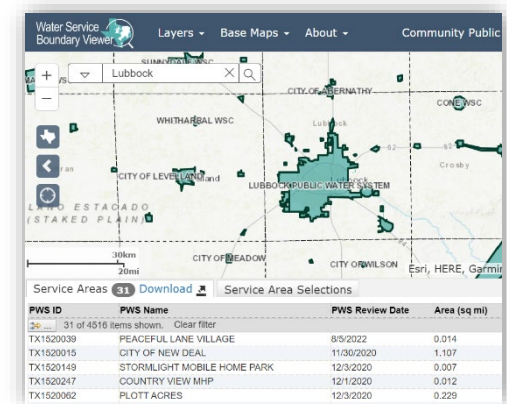 Water Service
Boundary Viewer
Layers
Base Maps
About
Community Public
SUNNYDALE WSC
+
Lubbock
CITY OF ABERNATHY
CONE WSC
−
WHITHARRAL WSC
Lubbock
82
Crosby
CITY OF LEVELLAND
LUBBOCK PUBLIC WATER SYSTEM
LLANO ESTACADO
(STAKED PLAIN)
30km
20mi
CITY OF MEADOW
CITY OF WILSON
Esri, HERE, Garmin
Service Areas 31 Download
Service Area Selections
PWS ID PWS Name PWS Review Date Area (sq mi)
... 31 of 4516 items shown. Clear filter
TX1520039 PEACEFUL LANE VILLAGE 8/5/2022 0.014
TX1520015 CITY OF NEW DEAL 11/30/2020 1.107
TX1520149 STORMLIGHT MOBILE HOME PARK 12/3/2020 0.007
TX1520247 COUNTRY VIEW MHP 12/1/2020 0.012
TX1520062 PLOTT ACRES 12/3/2020 0.229